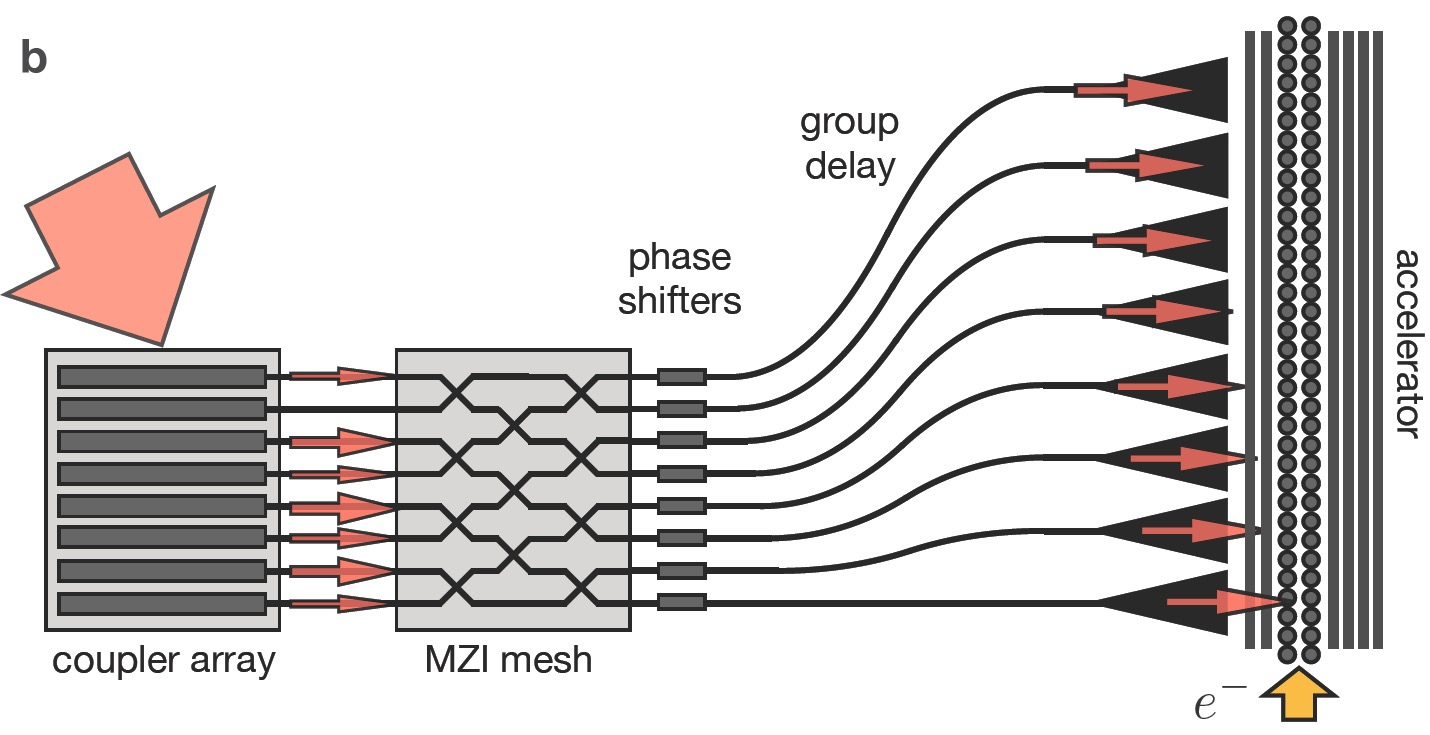 b
group
delay
phase
shifters
accelerator
coupler array
MZI mesh
e⁻